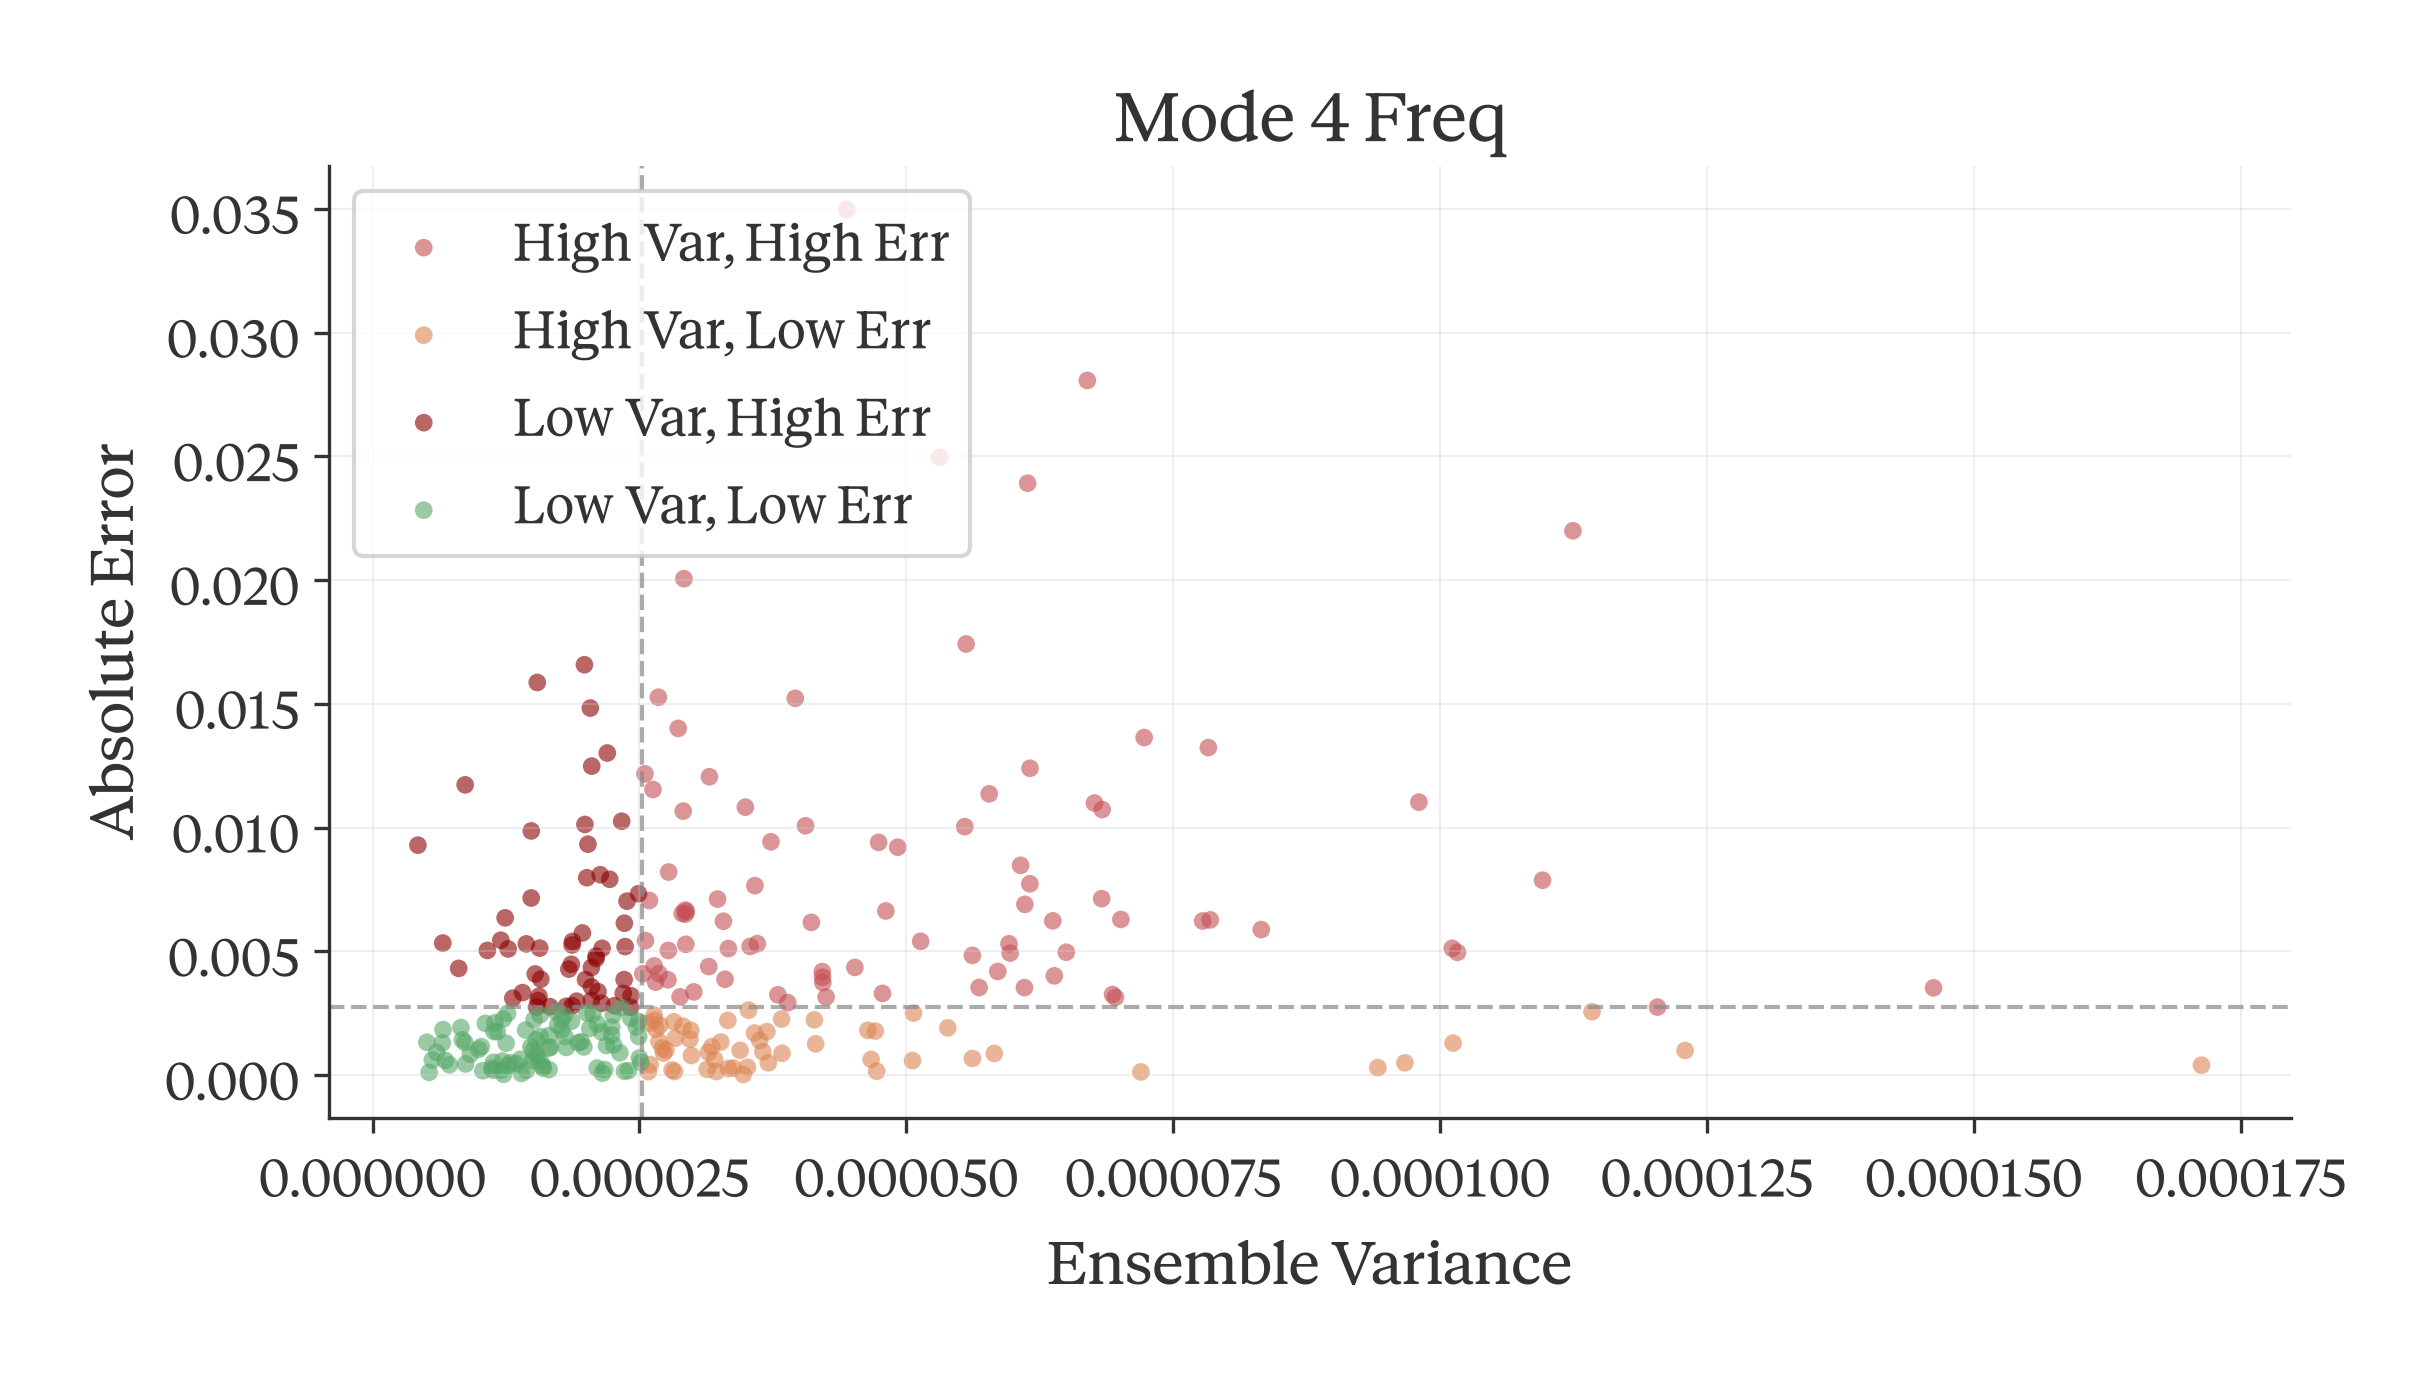 Mode 4 Freq
0.035
0.030
0.025
0.020
0.015
0.010
0.005
0.000
Absolute Error
High Var, High Err
High Var, Low Err
Low Var, High Err
Low Var, Low Err
0.000000 0.000025 0.000050 0.000075 0.000100 0.000125 0.000150 0.000175
Ensemble Variance